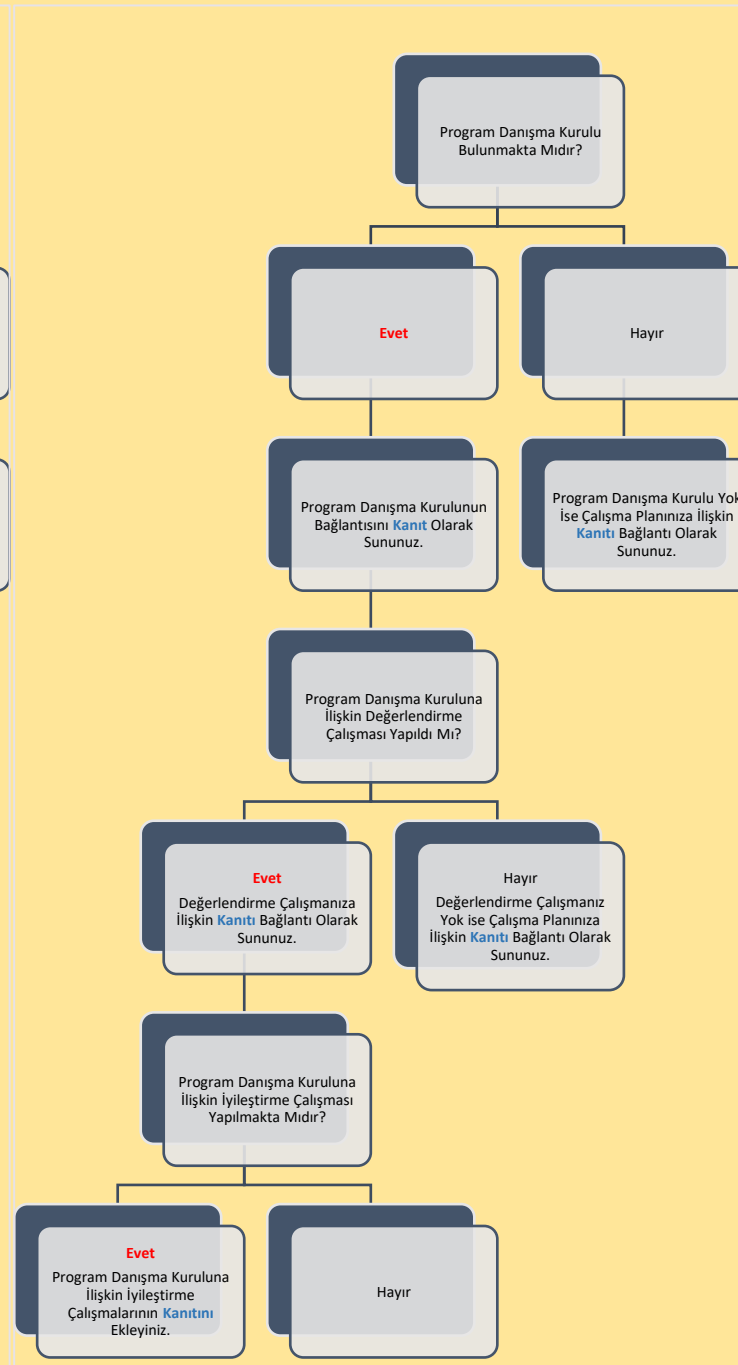 Program Danışma Kurulu
Bulunmakta Mıdır?
Evet
Hayır
Program Danışma Kurulunun
Bağlantısını Kanıt Olarak
Sununuz.
Program Danışma Kurulu Yok
İse Çalışma Planınıza İlişkin
Kanıtı Bağlantı Olarak
Sununuz.
Program Danışma Kuruluna
İlişkin Değerlendirme
Çalışması Yapıldı Mı?
Evet
Değerlendirme Çalışmanıza
İlişkin Kanıtı Bağlantı Olarak
Sununuz.
Hayır
Değerlendirme Çalışmanız
Yok ise Çalışma Planınıza
İlişkin Kanıtı Bağlantı Olarak
Sununuz.
Program Danışma Kuruluna
İlişkin İyileştirme Çalışması
Yapılmakta Mıdır?
Evet
Program Danışma Kuruluna
İlişkin İyileştirme
Çalışmalarının Kanıtını
Ekleyiniz.
Hayır